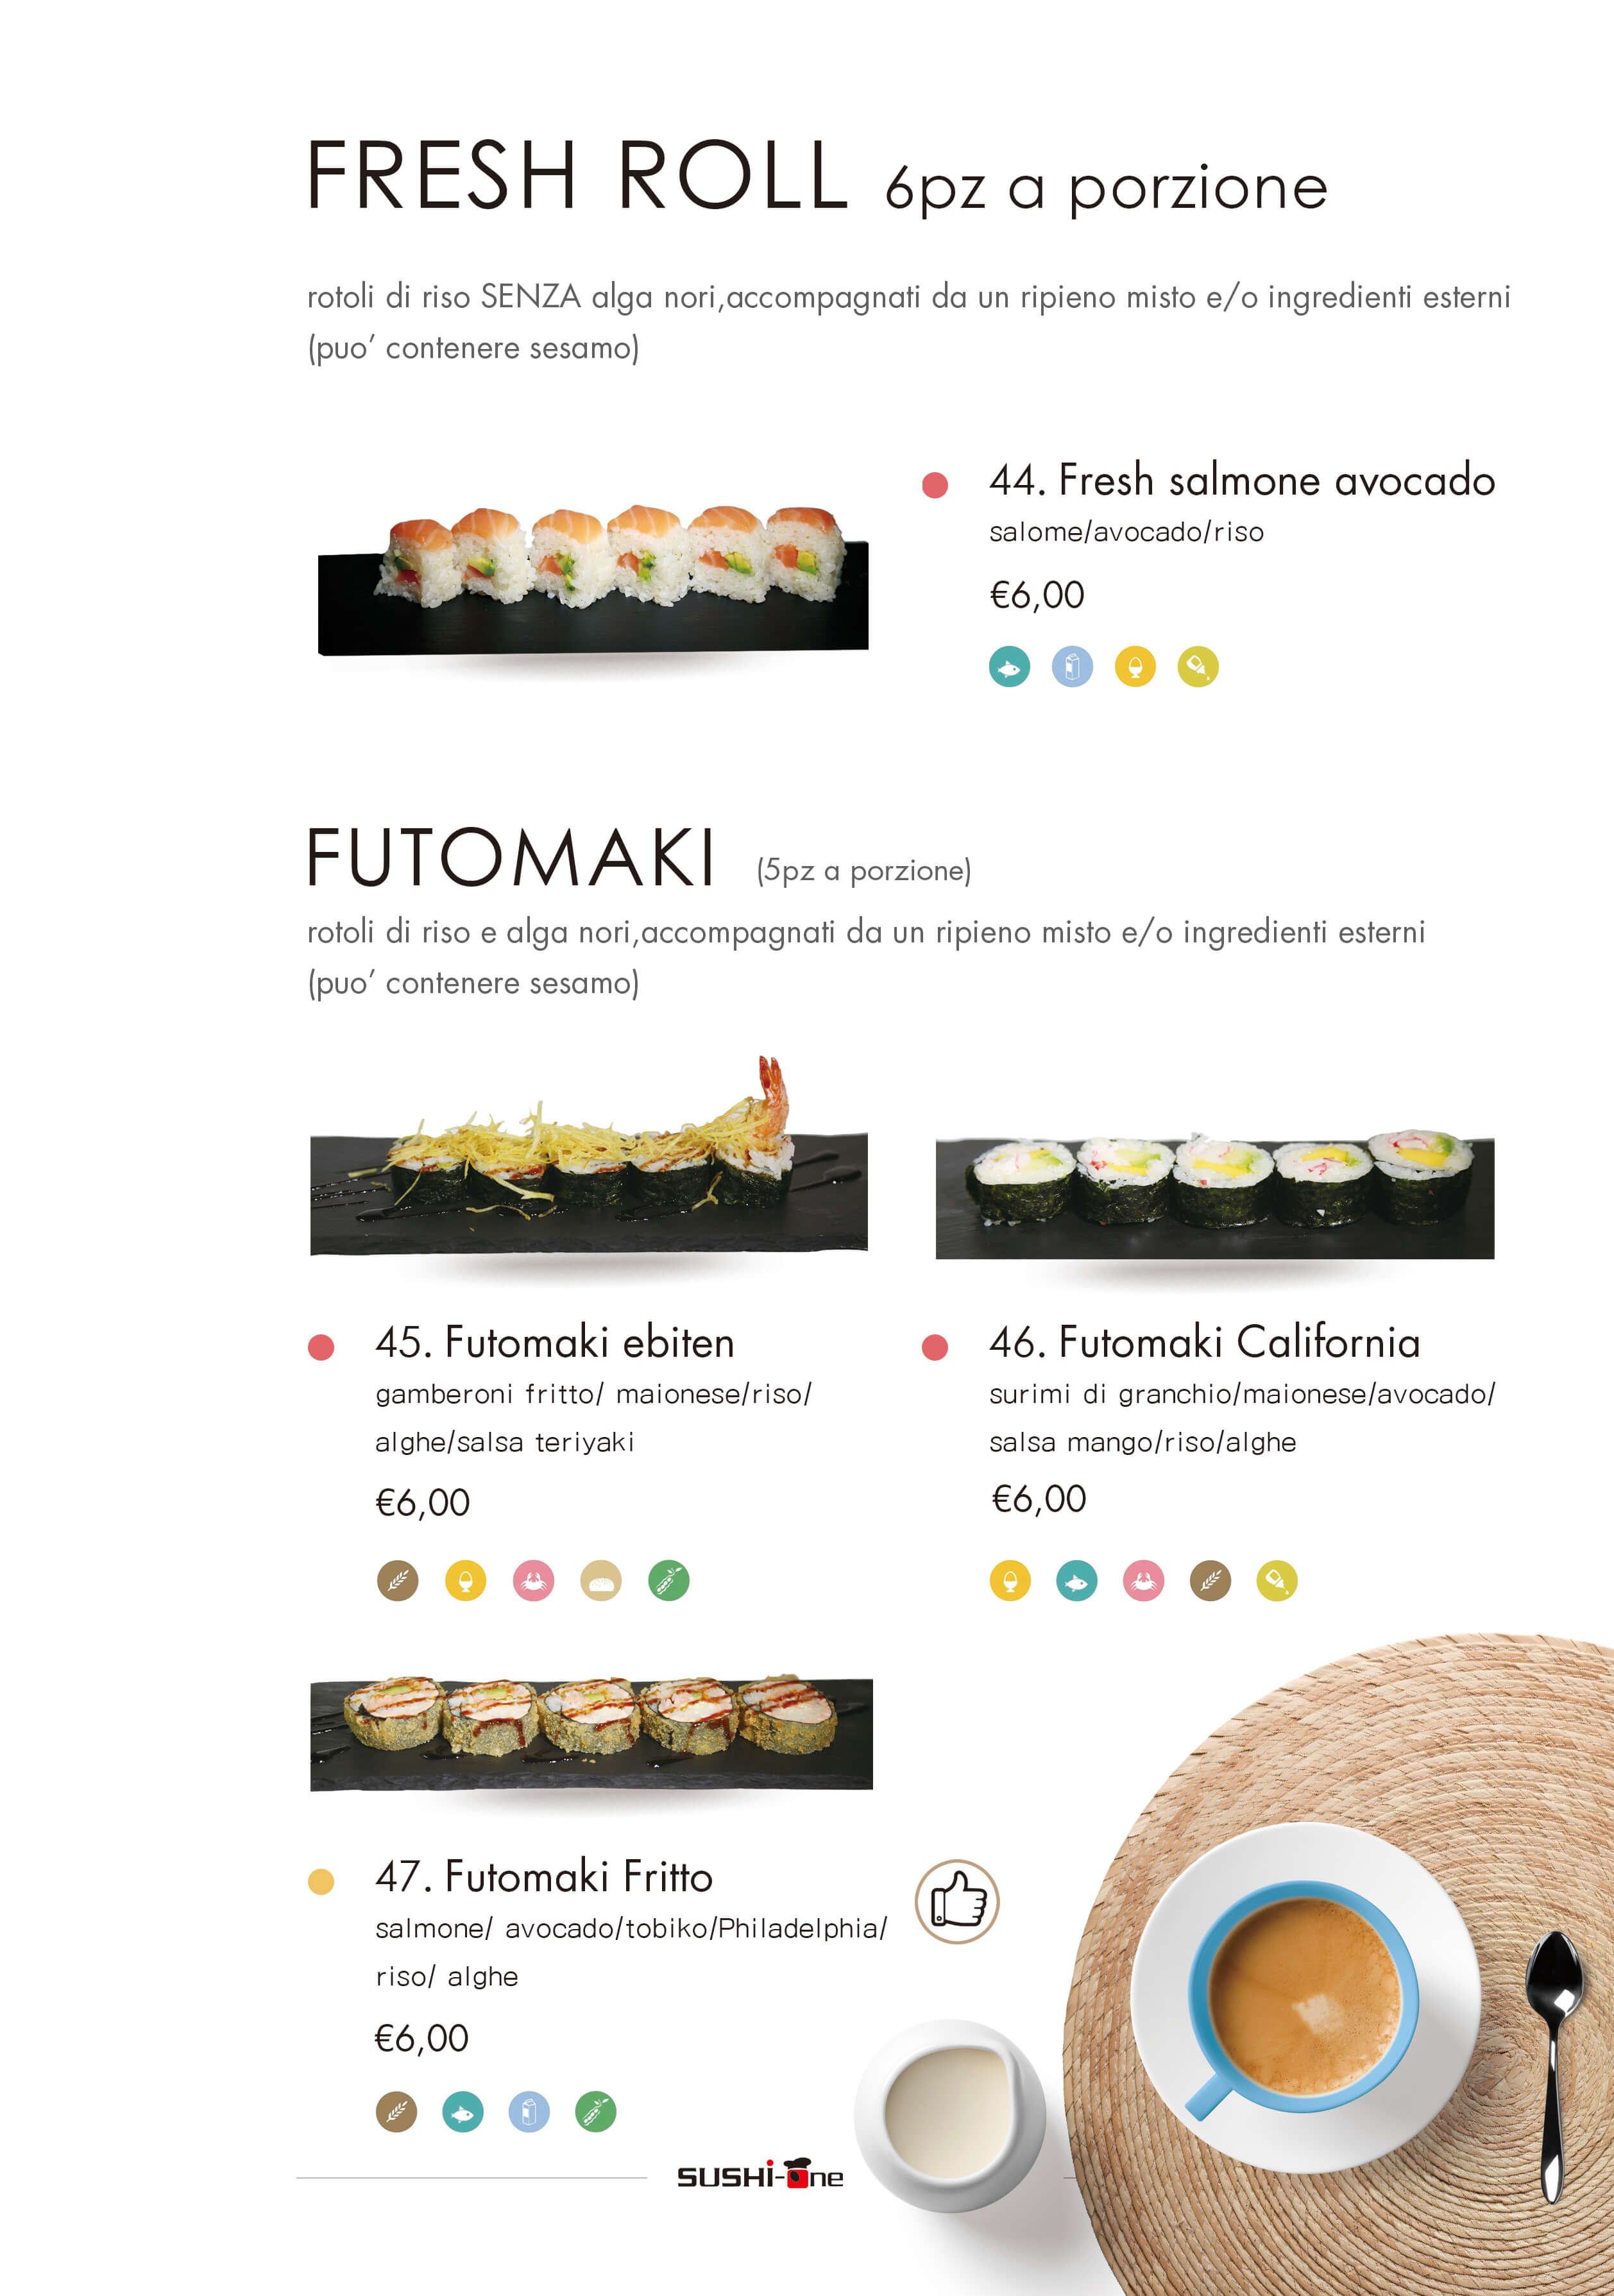 FRESH ROLL 6pz a porzione
rotoli di riso SENZA alga nori,accompagnati da un ripieno misto e/o ingredienti esterni
(puo’ contenere sesamo)
44. Fresh salmone avocado
salome/avocado/riso
€6,00
FUTOMAKI (5pz a porzione)
rotoli di riso e alga nori,accompagnati da un ripieno misto e/o ingredienti esterni
(puo’ contenere sesamo)
45. Futomaki ebiten
gamberoni fritto/ maionese/riso/
alghe/salsa teriyaki
€6,00
46. Futomaki California
surimi di granchio/maionese/avocado/
salsa mango/riso/alghe
€6,00
47. Futomaki Fritto
salmone/ avocado/tobiko/Philadelphia/
riso/ alghe
€6,00
SUSHi-One